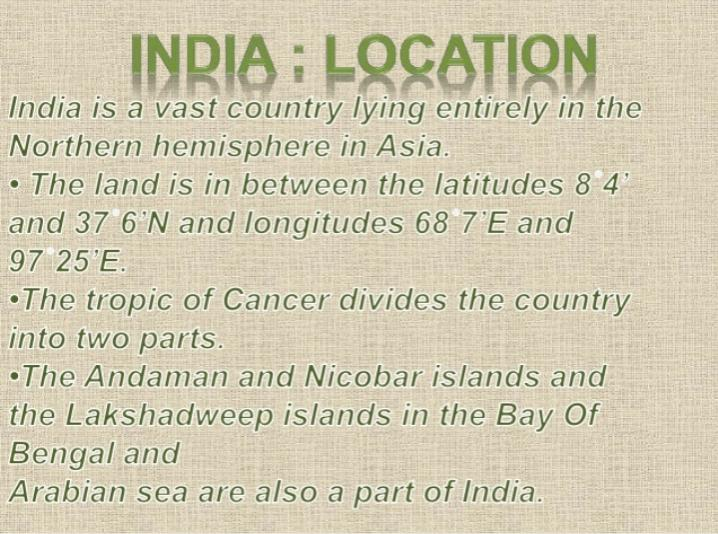 INDIA : LOCATION
India is a vast country lying entirely in the
Northern hemisphere in Asia.
• The land is in between the latitudes 8°4’
and 37°6’N and longitudes 68°7’E and
97°25’E.
•The tropic of Cancer divides the country
into two parts.
•The Andaman and Nicobar islands and
the Lakshadweep islands in the Bay Of
Bengal and
Arabian sea are also a part of India.